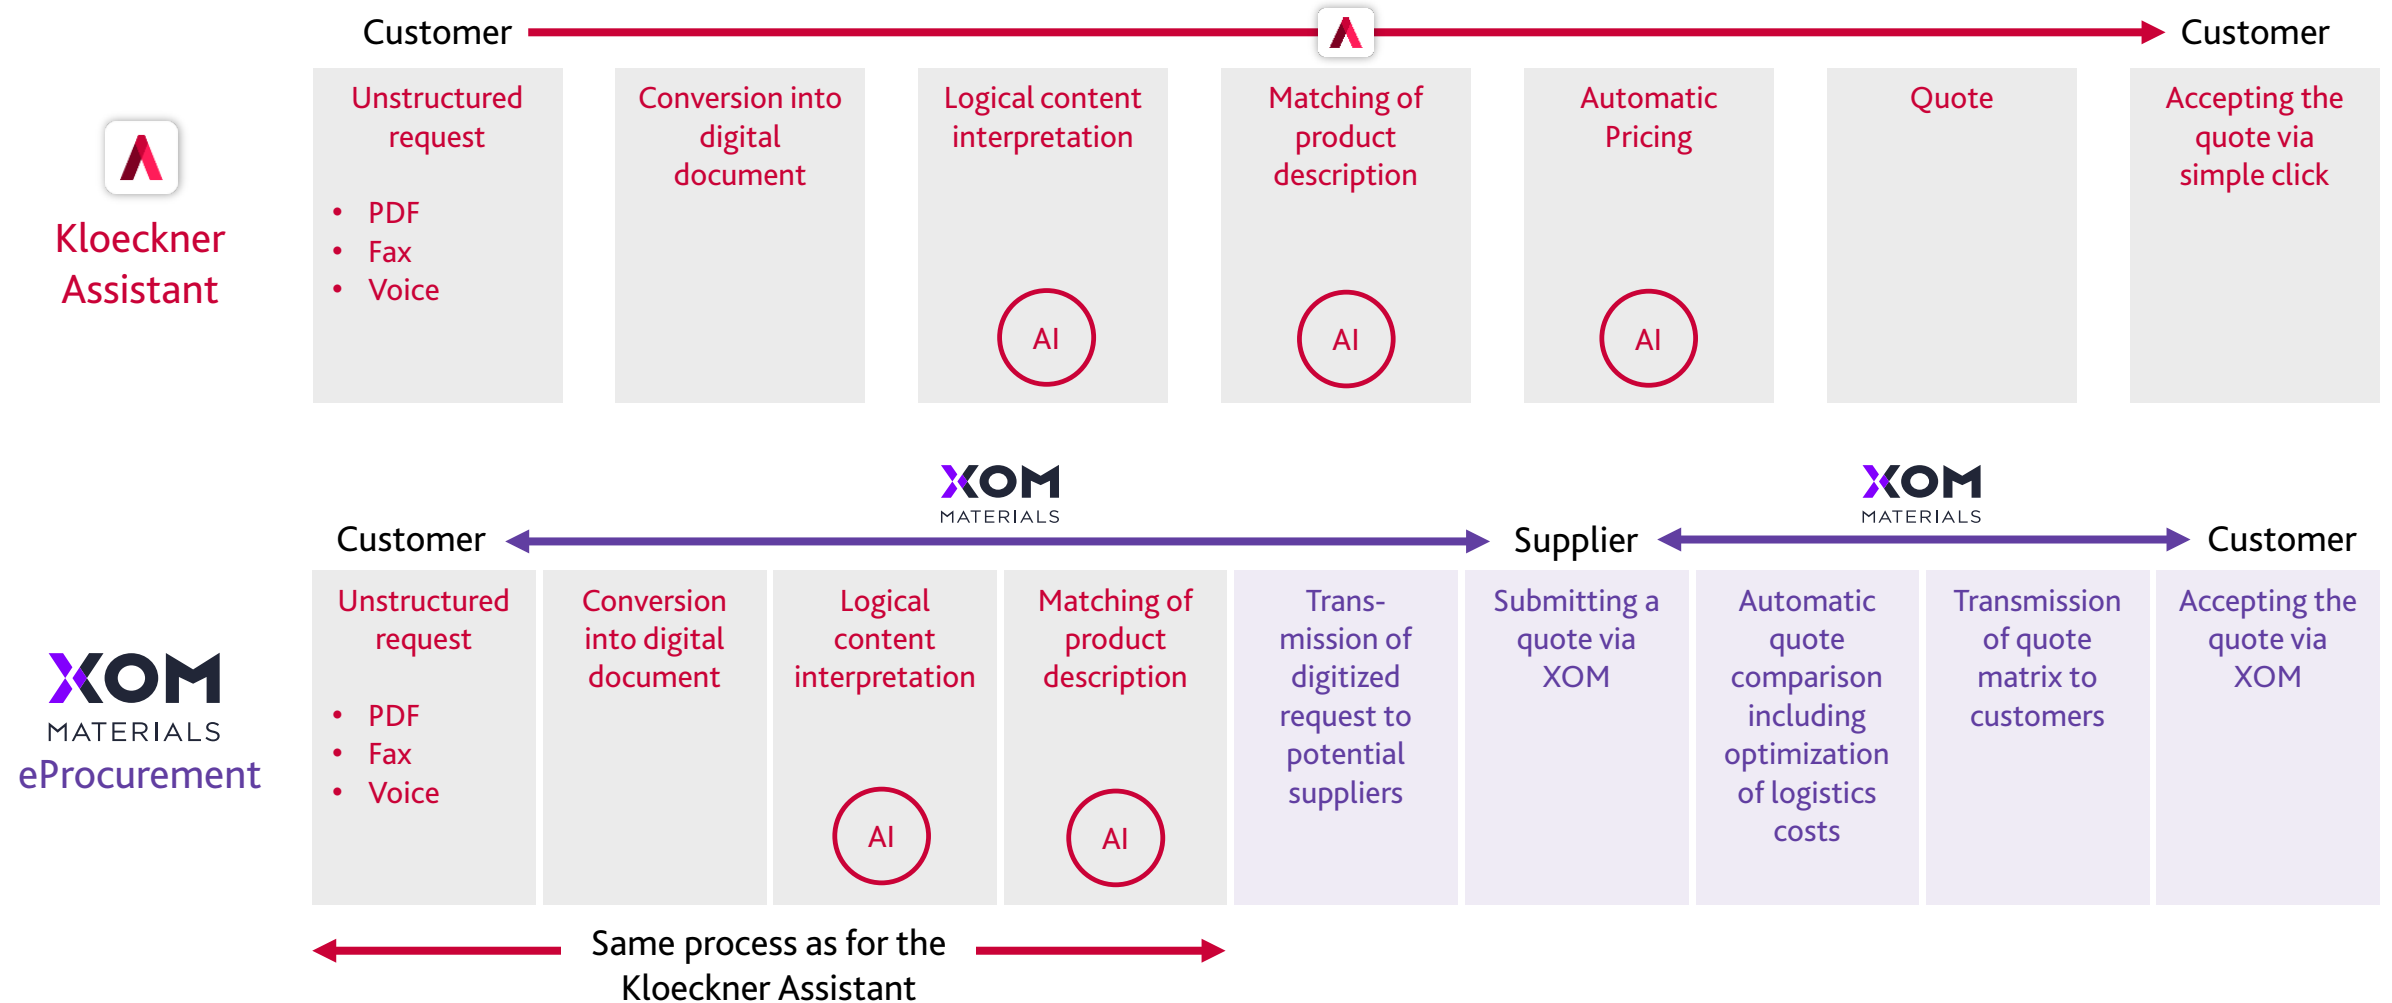 Customer
Customer
Kloeckner
Assistant
Unstructured
request
• PDF
• Fax
• Voice
Conversion into
digital
document
Logical content
interpretation
AI
Matching of
product
description
AI
Automatic
Pricing
AI
Quote
Accepting the
quote via
simple click
XOM
MATERIALS
XOM
MATERIALS
Customer
Supplier
Customer
XOM
MATERIALS
eProcurement
Unstructured
request
• PDF
• Fax
• Voice
Conversion
into digital
document
Logical
content
interpretation
AI
Matching of
product
description
AI
Trans-
mission of
digitized
request to
potential
suppliers
Submitting a
quote via
XOM
Automatic
quote
comparison
including
optimization
of logistics
costs
Transmission
of quote
matrix to
customers
Accepting the
quote via
XOM
Same process as for the
Kloeckner Assistant